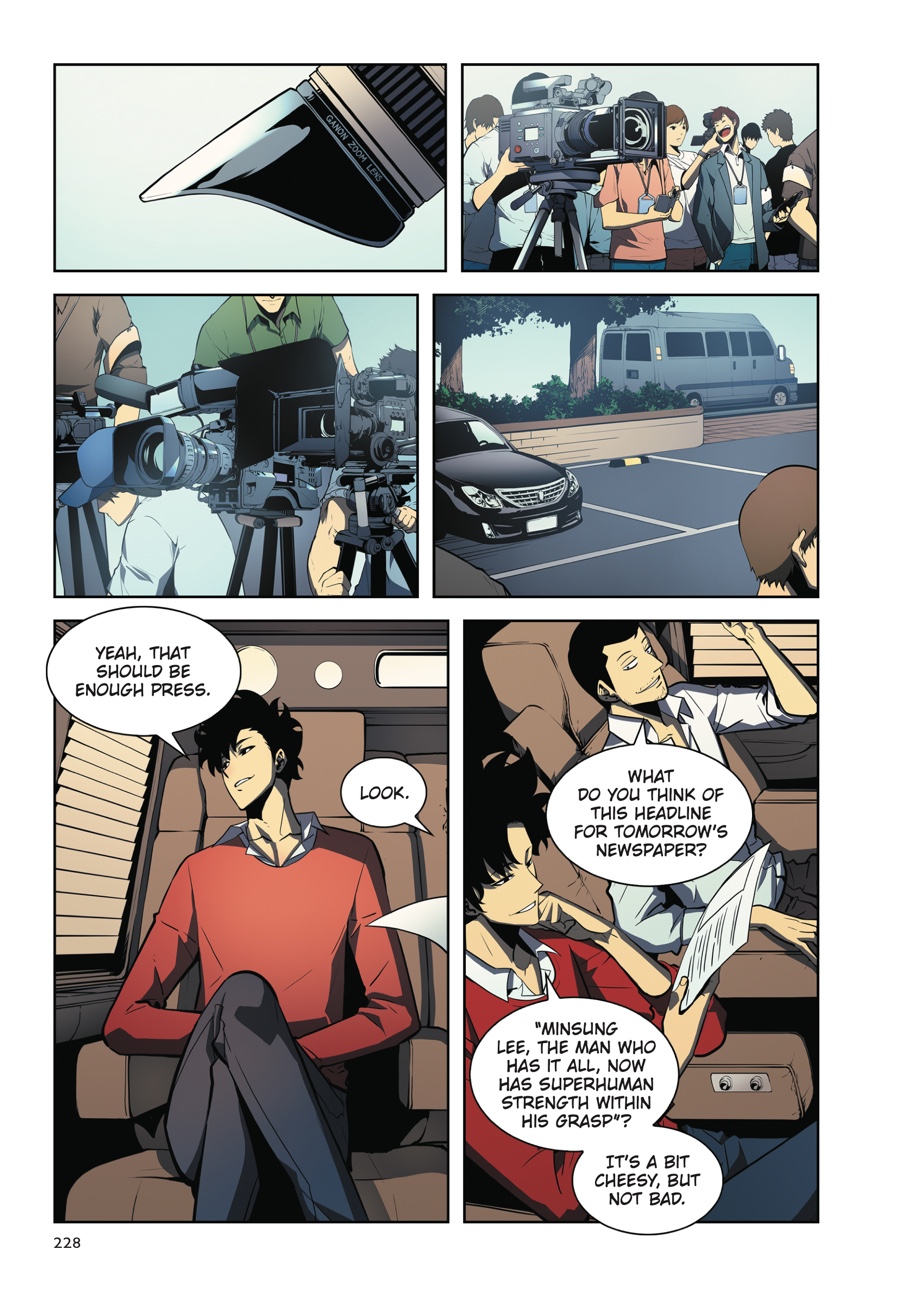 GANON ZOOM LENS
YEAH, THAT
SHOULD BE
ENOUGH PRESS.
LOOK.
WHAT
DO YOU THINK OF
THIS HEADLINE
FOR TOMORROW'S
NEWSPAPER?
"MINSUNG
LEE, THE MAN WHO
HAS IT ALL, NOW
HAS SUPERHUMAN
STRENGTH WITHIN
HIS GRASP"?
IT'S A BIT
CHEESY, BUT
NOT BAD.
228